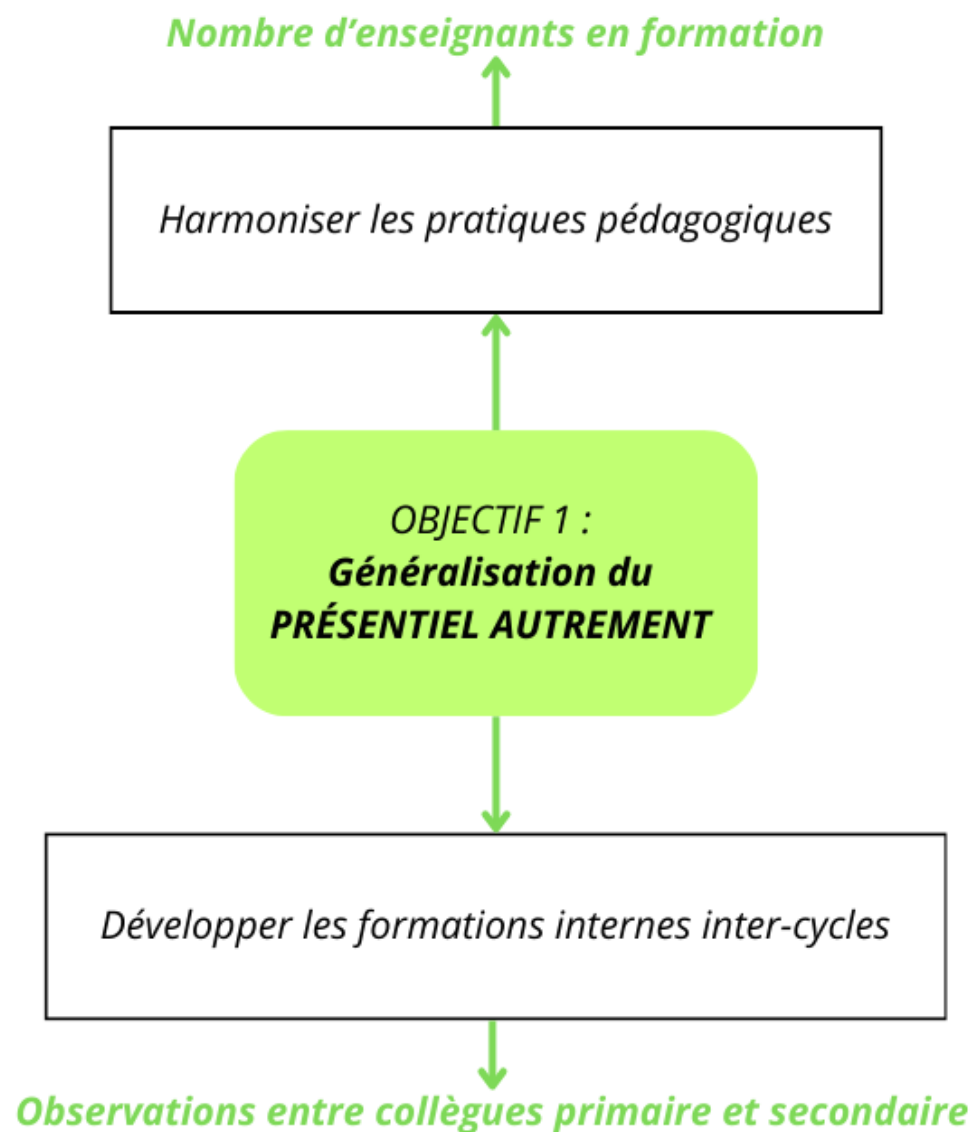 Nombre d’enseignants en formation
Harmoniser les pratiques pédagogiques
OBJECTIF 1 :
Généralisation du
PRÉSENTIEL AUTREMENT
Développer les formations internes inter-cycles
Observations entre collègues primaire et secondaire